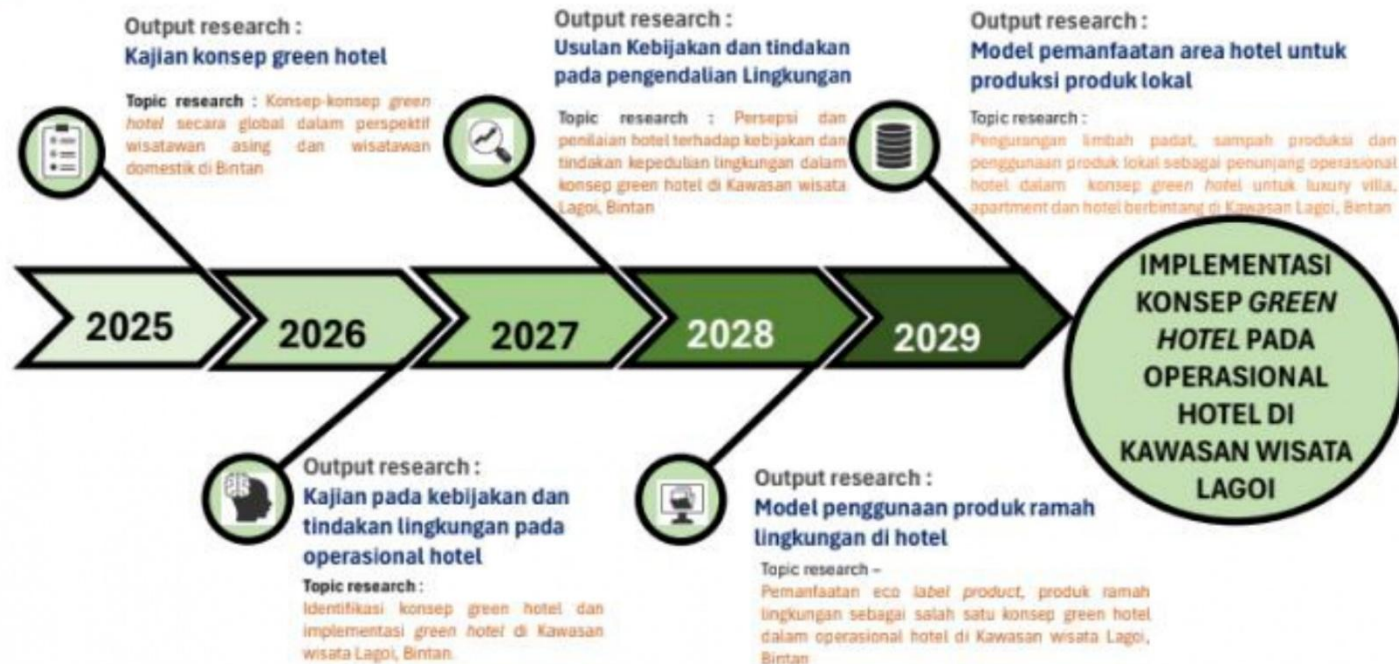 Output research :
Kajian konsep green hotel
Topic research : Konsep-konsep green
hotel secara global dalam perspektif
wisatawan asing dan wisatawan
domestik di Bintan
Output research :
Usulan Kebijakan dan tindakan
pada pengendalian Lingkungan
Topic research : Persepsi dan
penilaian hotel terhadap kebijakan dan
tindakan kepedulian lingkungan dalam
konsep green hotel di Kawasan wisata
Lagoi, Bintan
Output research :
Model pemanfaatan area hotel untuk
produksi produk lokal
Topic research :
Pengurangan limbah padat, sampah produksi dan
penggunaan produk lokal sebagai penunjang operasional
hotel dalam konsep green hotel untuk luxury villa,
apartment dan hotel berbintang di Kawasan Lagoi, Bintan
2025
2026
2027
2028
2029
IMPLEMENTASI
KONSEP GREEN
HOTEL PADA
OPERASIONAL
HOTEL DI
KAWASAN WISATA
LAGOI
Output research :
Kajian pada kebijakan dan
tindakan lingkungan pada
operasional hotel
Topic research :
Identifikasi konsep green hotel dan
implementasi green hotel di Kawasan
wisata Lagoi, Bintan.
Output research :
Model penggunaan produk ramah
lingkungan di hotel
Topic research –
Pemanfaatan eco label product, produk ramah
lingkungan sebagai salah satu konsep green hotel
dalam operasional hotel di Kawasan wisata Lagoi,
Bintan